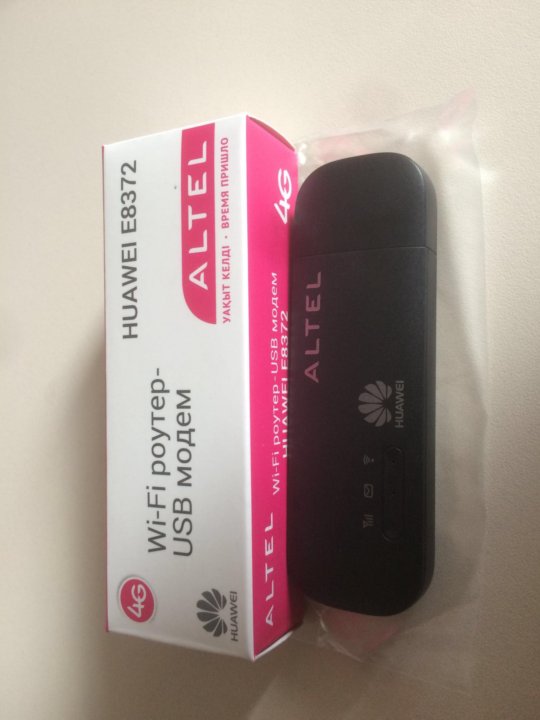 HUAWEI E8372
ALTEL
УАҚЫТ КЕЛДІ • ВРЕМЯ ПРИШЛО
Wi-Fi роутер-
USB модем
4G
HUAWEI
4G
Wi-Fi роутер-USB модем
HUAWEI E8372
ALTEL
ALTEL
HUAWEI